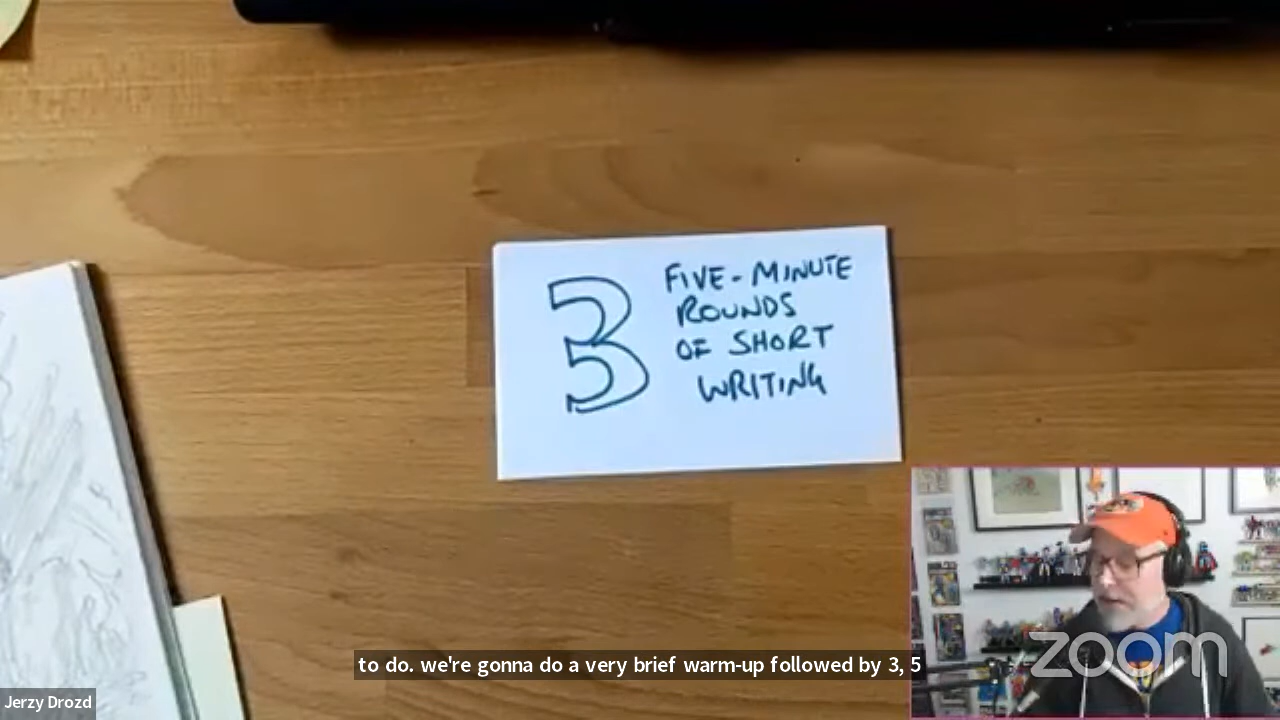 3
FIVE-MINUTE
ROUNDS
OF SHORT
WRITING
to do. we're gonna do a very brief warm-up followed by 3, 5
zoom
Jerzy Drozd